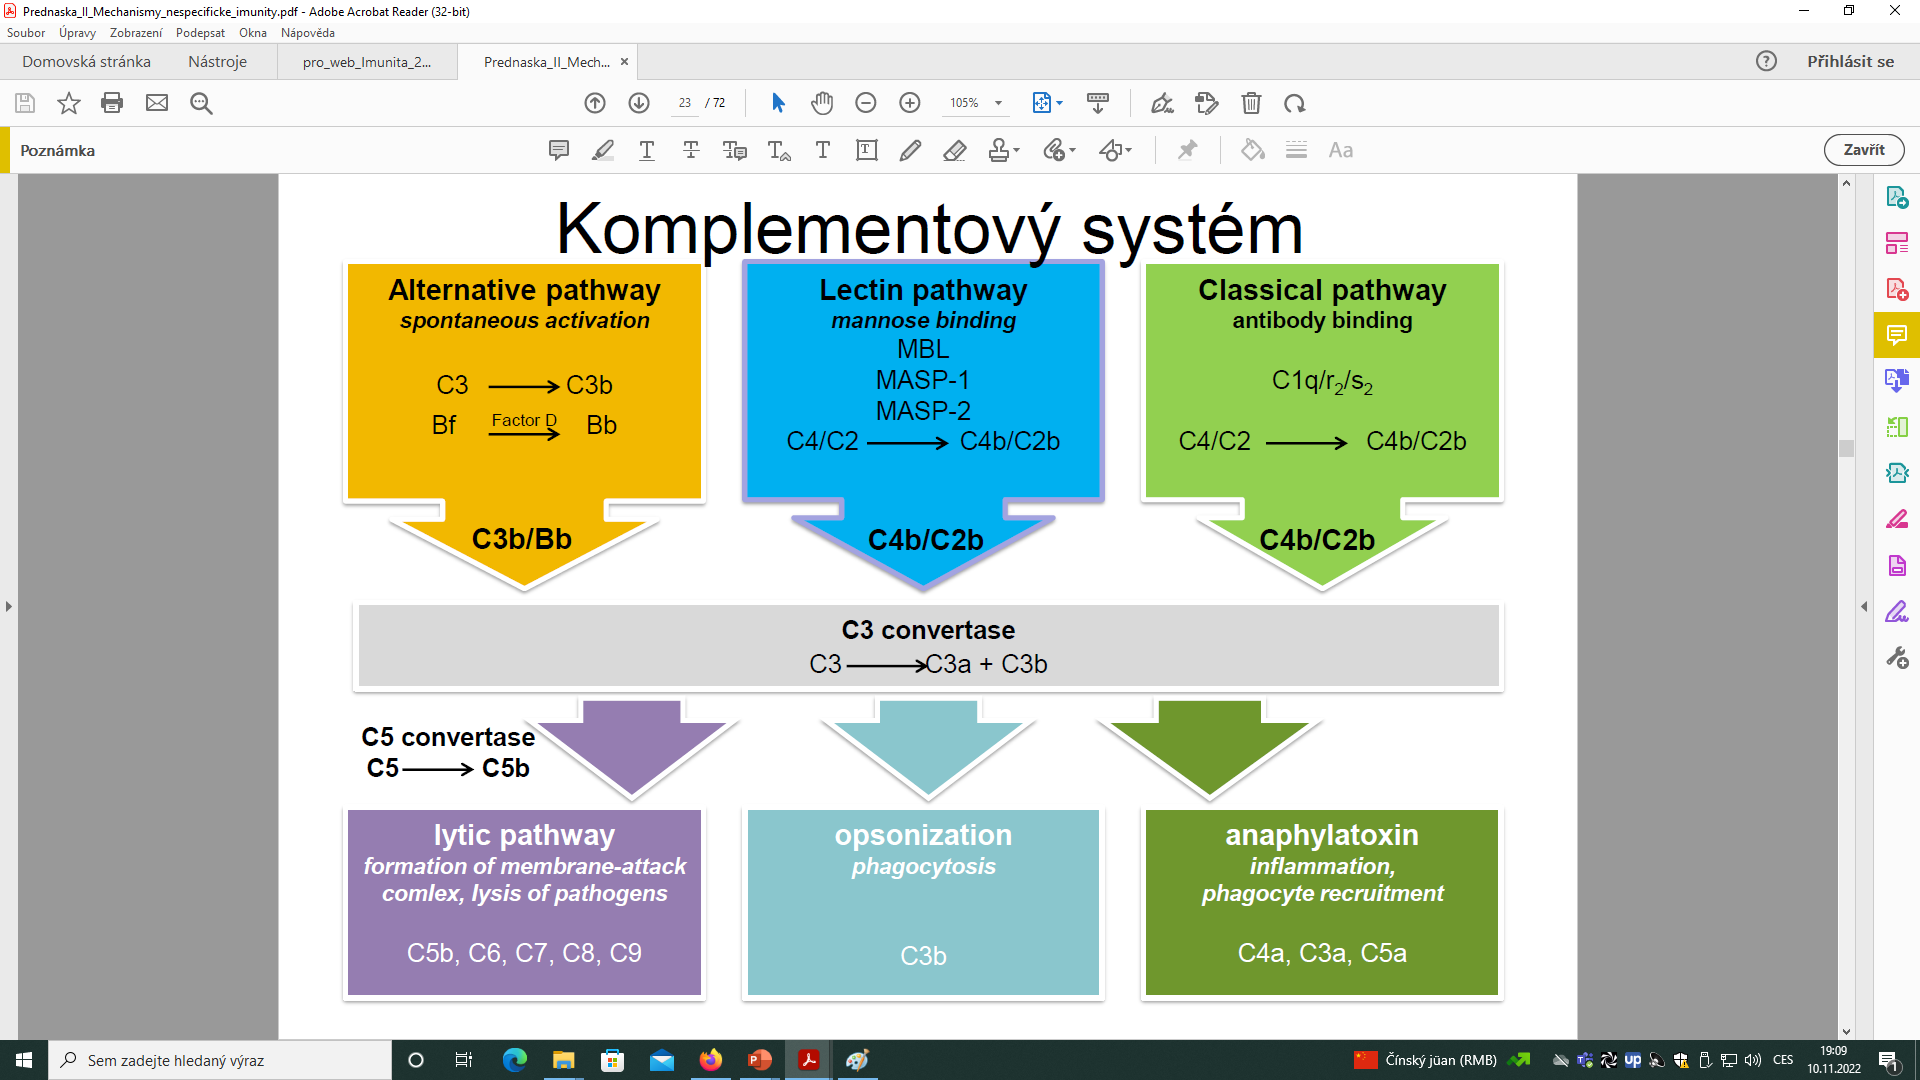 Prednaska_II_Mechanismy_nespecificke_imunity.pdf - Adobe Acrobat Reader (32-bit)
Soubor Úpravy Zobrazení Podepsat Okna Nápověda
Domovská stránka Nástroje pro_web_Imunita_2... Prednaska_II_Mech... Přihlásit se
23 / 72 105%
Poznámka Aa Zavřít
Komplementový systém
Alternative pathway
spontaneous activation
C3 C3b
Bf Factor D Bb
C3b/Bb
Lectin pathway
mannose binding
MBL
MASP-1
MASP-2
C4/C2 C4b/C2b
C4b/C2b
Classical pathway
antibody binding
C1q/r2/s2
C4/C2 C4b/C2b
C4b/C2b
C3 convertase
C3 C3a + C3b
C5 convertase
C5 C5b
lytic pathway
formation of membrane-attack
comlex, lysis of pathogens
C5b, C6, C7, C8, C9
opsonization
phagocytosis
C3b
anaphylatoxin
inflammation,
phagocyte recruitment
C4a, C3a, C5a
Sem zadejte hledaný výraz
Čínský jüan (RMB)
CES
19:09
10.11.2022
1